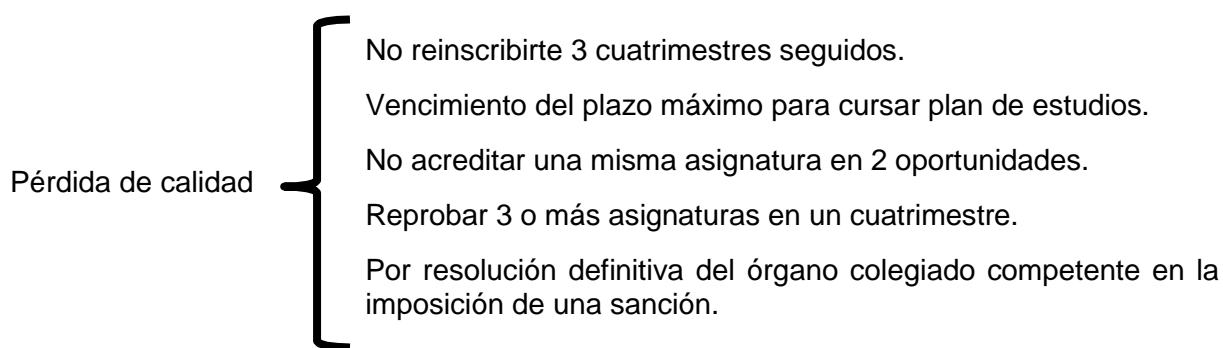 Pérdida de calidad
No reinscribirte 3 cuatrimestres seguidos.
Vencimiento del plazo máximo para cursar plan de estudios.
No acreditar una misma asignatura en 2 oportunidades.
Reprobar 3 o más asignaturas en un cuatrimestre.
Por resolución definitiva del órgano colegiado competente en la
imposición de una sanción.